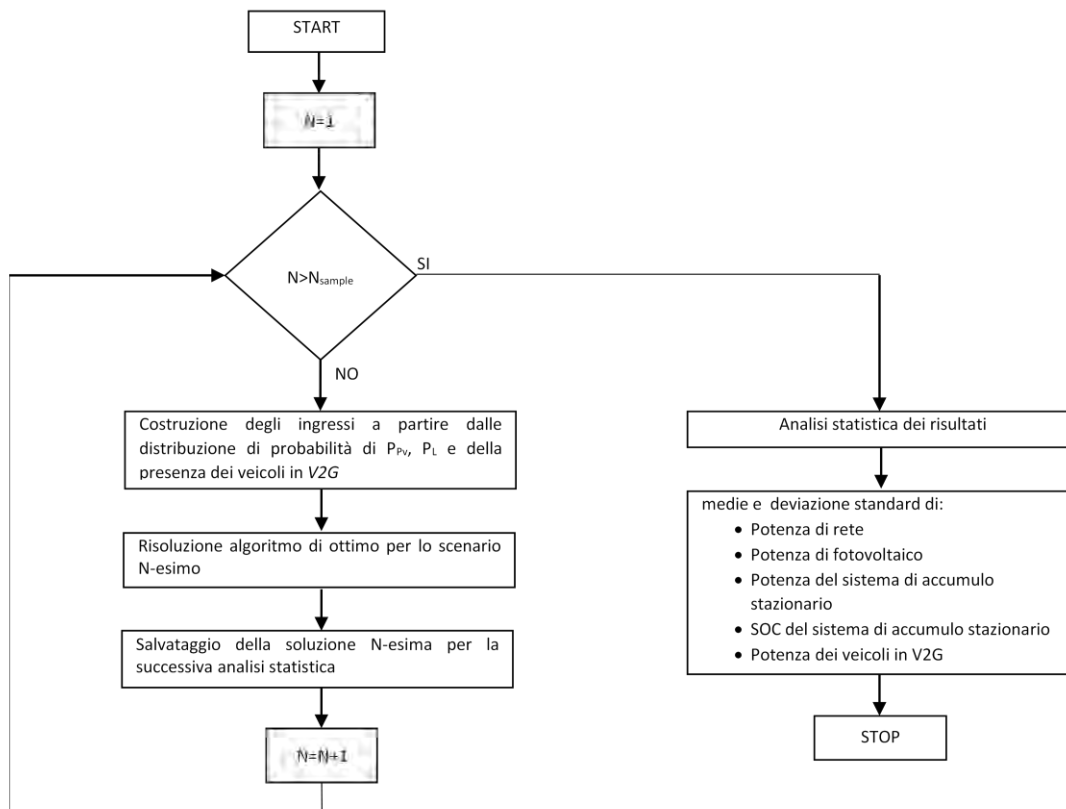 START
N=1
N>Nsample
SI
NO
Costruzione degli ingressi a partire dalle
distribuzione di probabilità di PPv, PL e della
presenza dei veicoli in V2G
Risoluzione algoritmo di ottimo per lo scenario
N-esimo
Salvataggio della soluzione N-esima per la
successiva analisi statistica
N=N+1
Analisi statistica dei risultati
medie e deviazione standard di:
• Potenza di rete
• Potenza di fotovoltaico
• Potenza del sistema di accumulo
stazionario
• SOC del sistema di accumulo stazionario
• Potenza dei veicoli in V2G
STOP